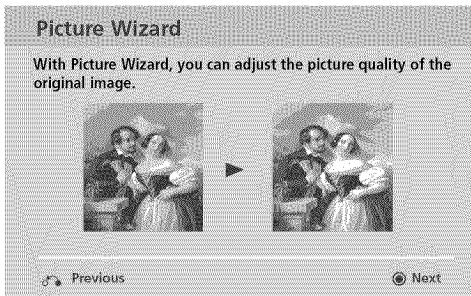 Picture Wizard
With Picture Wizard, you can adjust the picture quality of the
original image.
Previous
Next